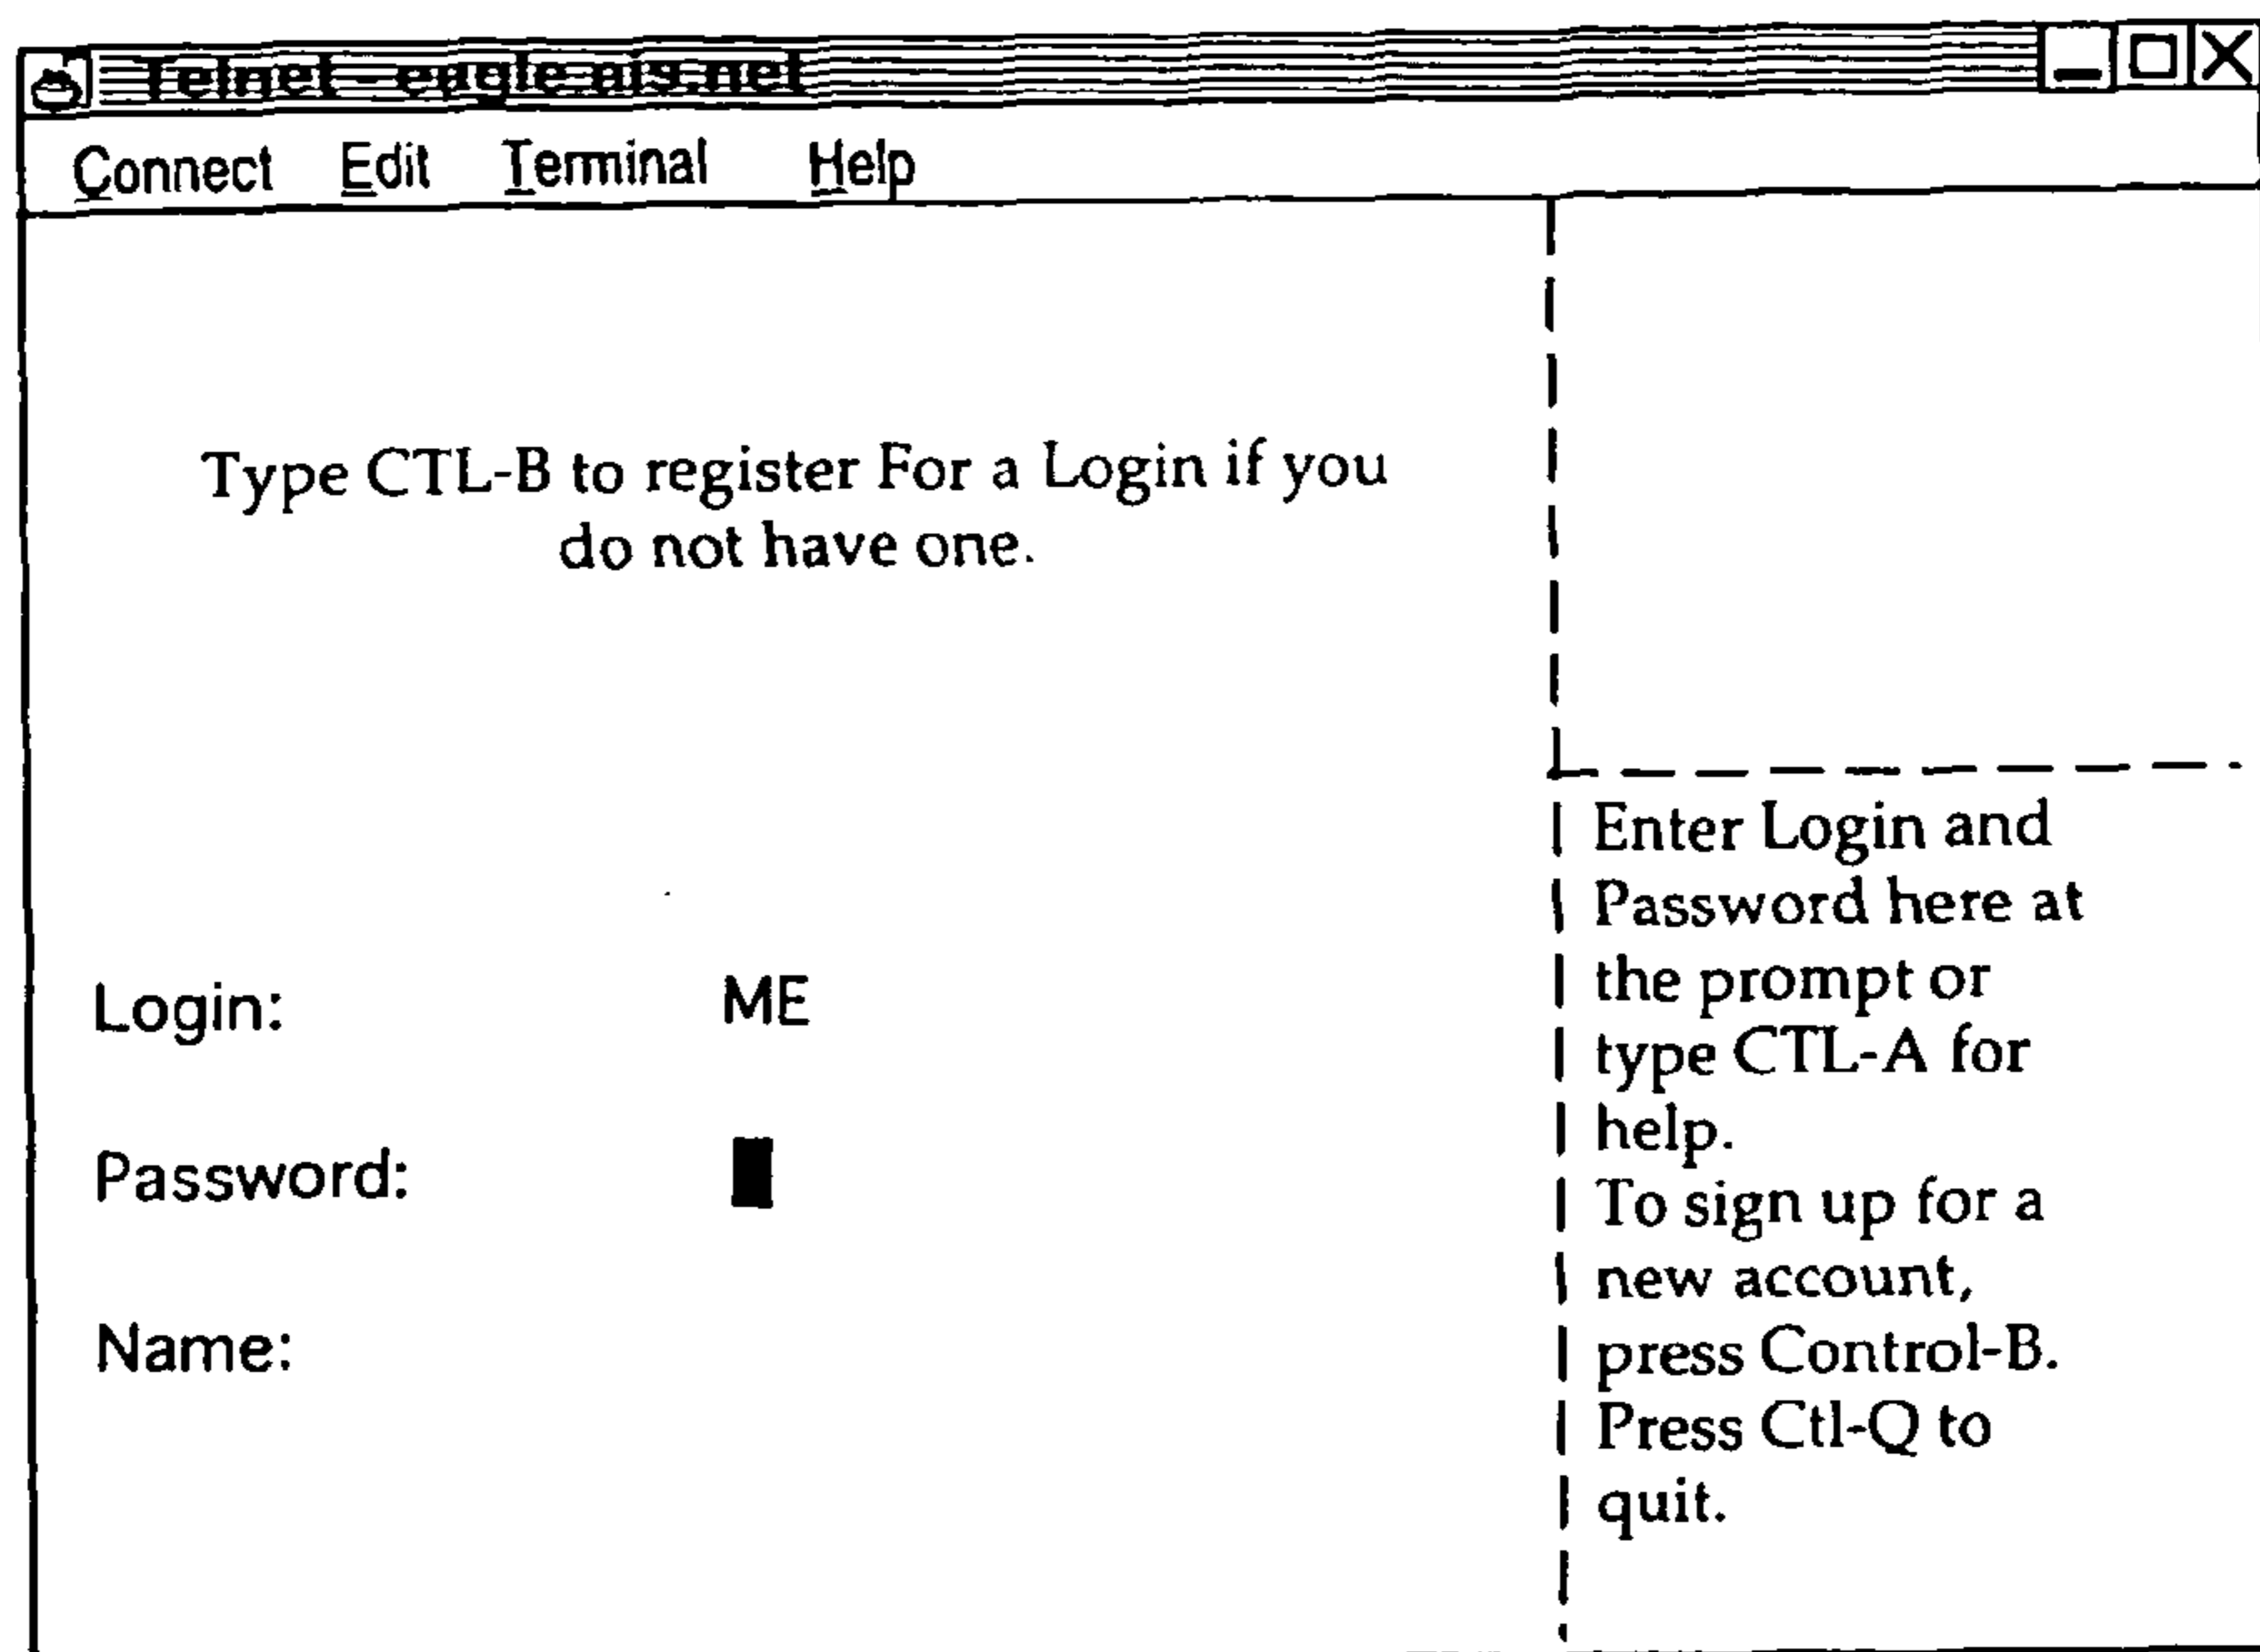 Telnet - eagle.ais.net
Connect Edit Terminal Help
Type CTL-B to register For a Login if you
do not have one.
Login: ME
Password:
Name:
Enter Login and
Password here at
the prompt or
type CTL-A for
help.
To sign up for a
new account,
press Control-B.
Press Ctl-Q to
quit.